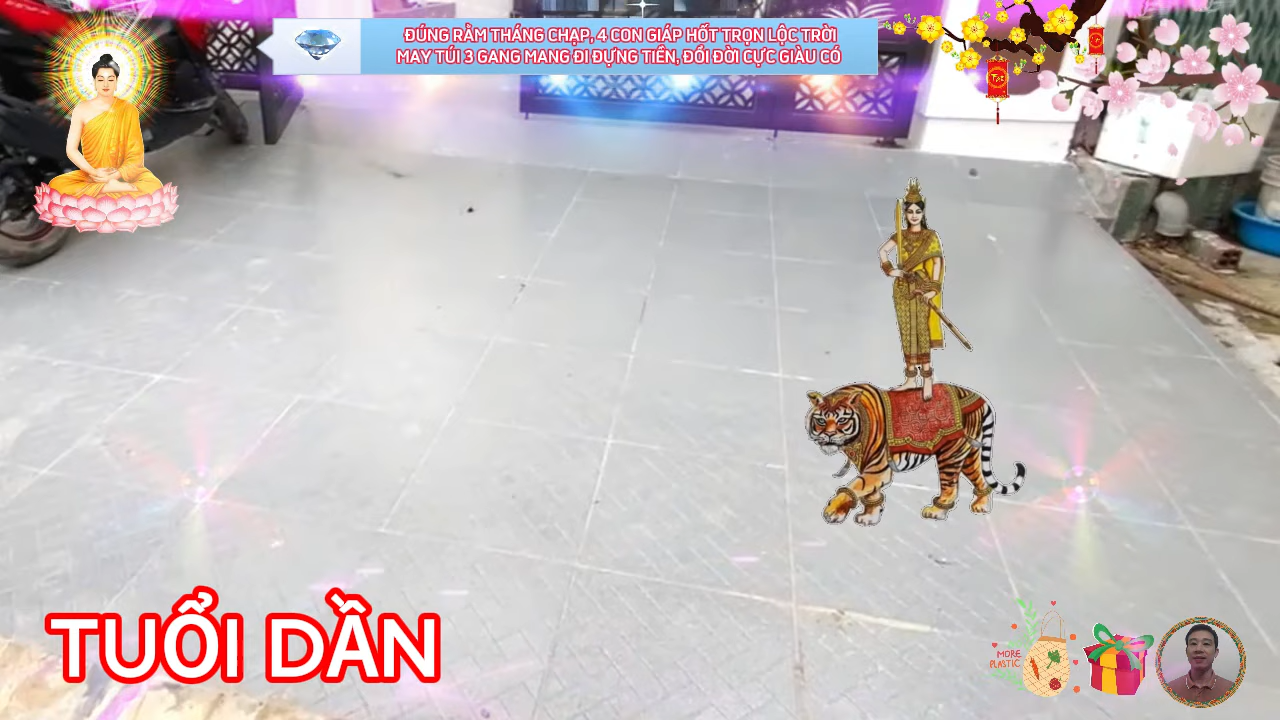 ĐÚNG RẰM THÁNG CHẠP, 4 CON GIÁP HỐT TRỌN LỘC TRỜI
MAY TÚI 3 GANG MANG ĐI ĐỰNG TIỀN, ĐỔI ĐỜI CỰC GIÀU CÓ
TUỔI DẦN
MORE
PLASTIC